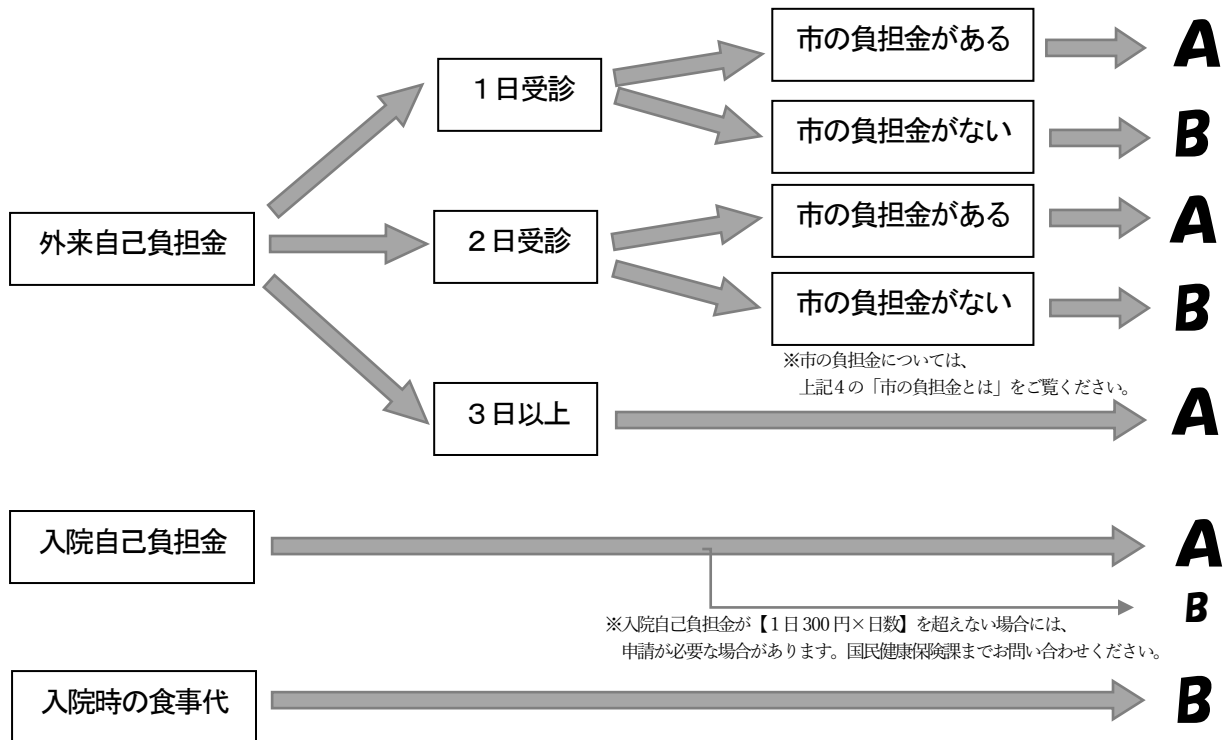 市の負担金がある
A
1日受診
市の負担金がない
B
市の負担金がある
A
外来自己負担金
2日受診
市の負担金がない
B
※市の負担金については、
上記4の「市の負担金とは」をご覧ください。
3日以上
A
入院自己負担金
A
B
※入院自己負担金が【1日300円×日数】を超えない場合には、
申請が必要な場合があります。国民健康保険課までお問い合わせください。
入院時の食事代
B